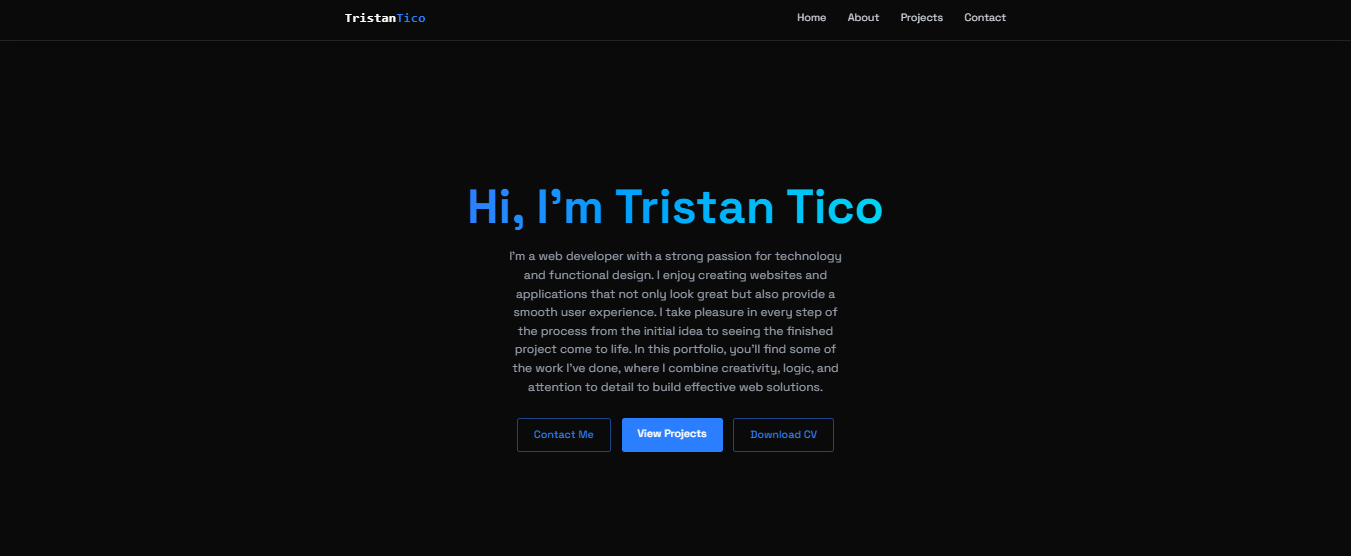 TristanTico
Home About Projects Contact
Hi, I'm Tristan Tico
I'm a web developer with a strong passion for technology
and functional design. I enjoy creating websites and
applications that not only look great but also provide a
smooth user experience. I take pleasure in every step of
the process from the initial idea to seeing the finished
project come to life. In this portfolio, you'll find some of
the work I've done, where I combine creativity, logic, and
attention to detail to build effective web solutions.
Contact Me View Projects Download CV